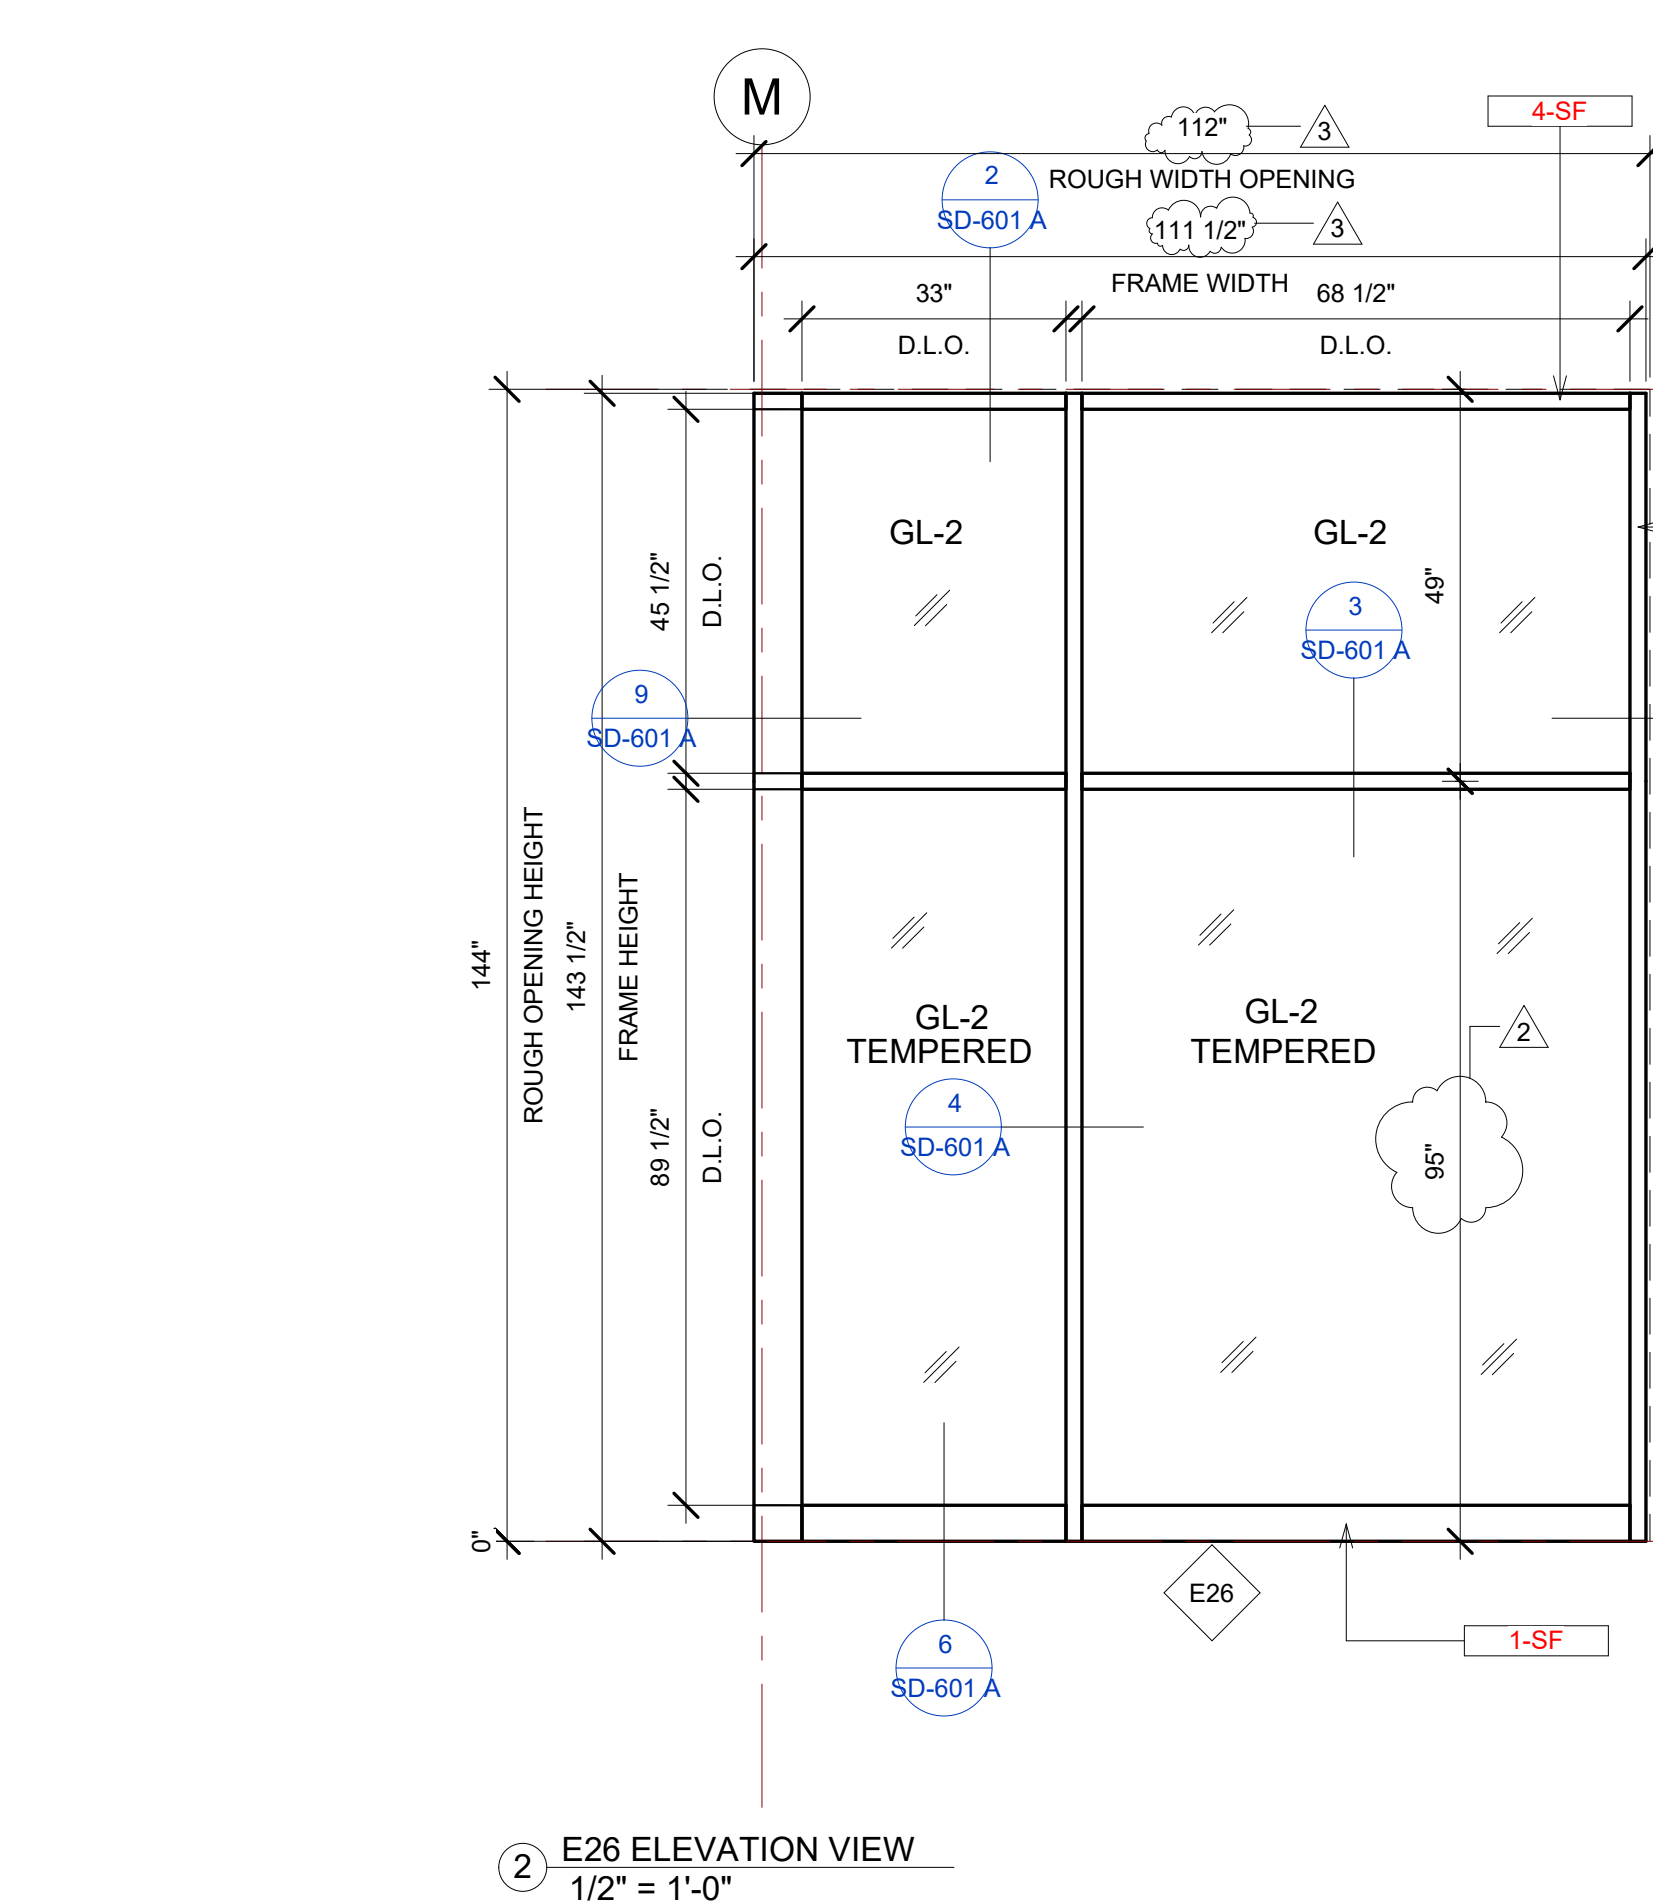 M
112"
3
4-SF
ROUGH WIDTH OPENING
2
SD-601 A
111 1/2"
3
FRAME WIDTH
33"
68 1/2"
D.L.O.
D.L.O.
GL-2
GL-2
45 1/2"
D.L.O.
49"
3
SD-601 A
9
SD-601 A
144"
ROUGH OPENING HEIGHT
143 1/2"
FRAME HEIGHT
89 1/2"
D.L.O.
GL-2
TEMPERED
GL-2
TEMPERED
2
4
SD-601 A
95"
0"
E26
1-SF
6
SD-601 A
2
E26 ELEVATION VIEW
1/2" = 1'-0"